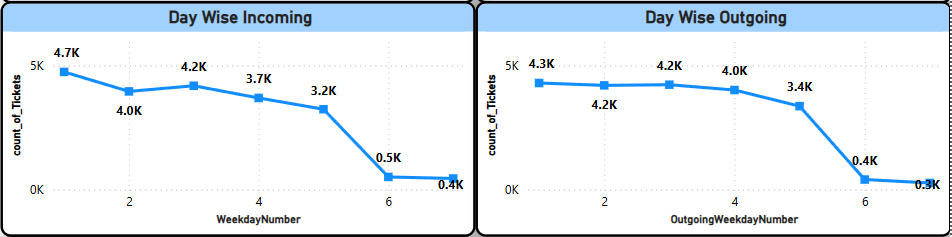 Day Wise Incoming
4.7K
5K
4.2K
3.7K
4.0K
3.2K
0.5K
0.4K
0K
2
4
6
count_of_Tickets
WeekdayNumber
Day Wise Outgoing
4.3K
5K
4.2K
4.2K
4.0K
3.4K
0.4K
0.3K
0K
2
4
6
count_of_Tickets
OutgoingWeekdayNumber